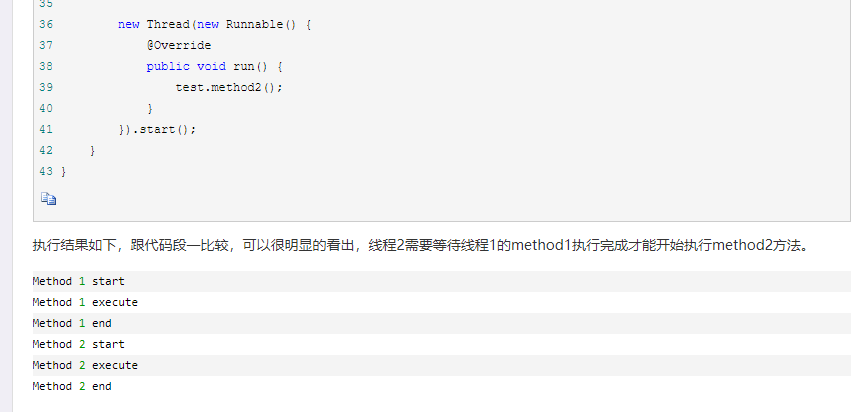 35
36 new Thread(new Runnable() {
37 @Override
38 public void run() {
39 test.method2();
40 }
41 }).start();
42 }
43 }
执行结果如下，跟代码段一比较，可以很明显的看出，线程2需要等待线程1的method1执行完成才能开始执行method2方法。
Method 1 start
Method 1 execute
Method 1 end
Method 2 start
Method 2 execute
Method 2 end